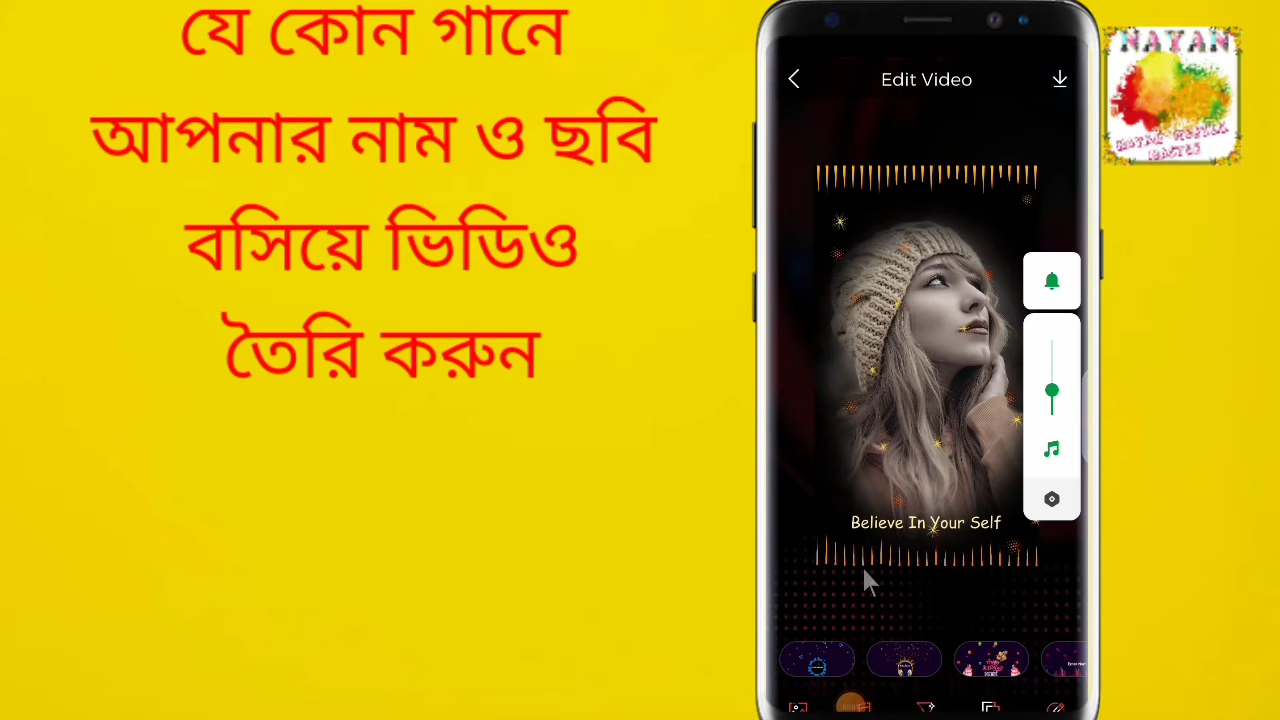 যে কোন গানে
আপনার নাম ও ছবি
বসিয়ে ভিডিও
তৈরি করুন
Edit Video
Believe In Your Self
NAYAN